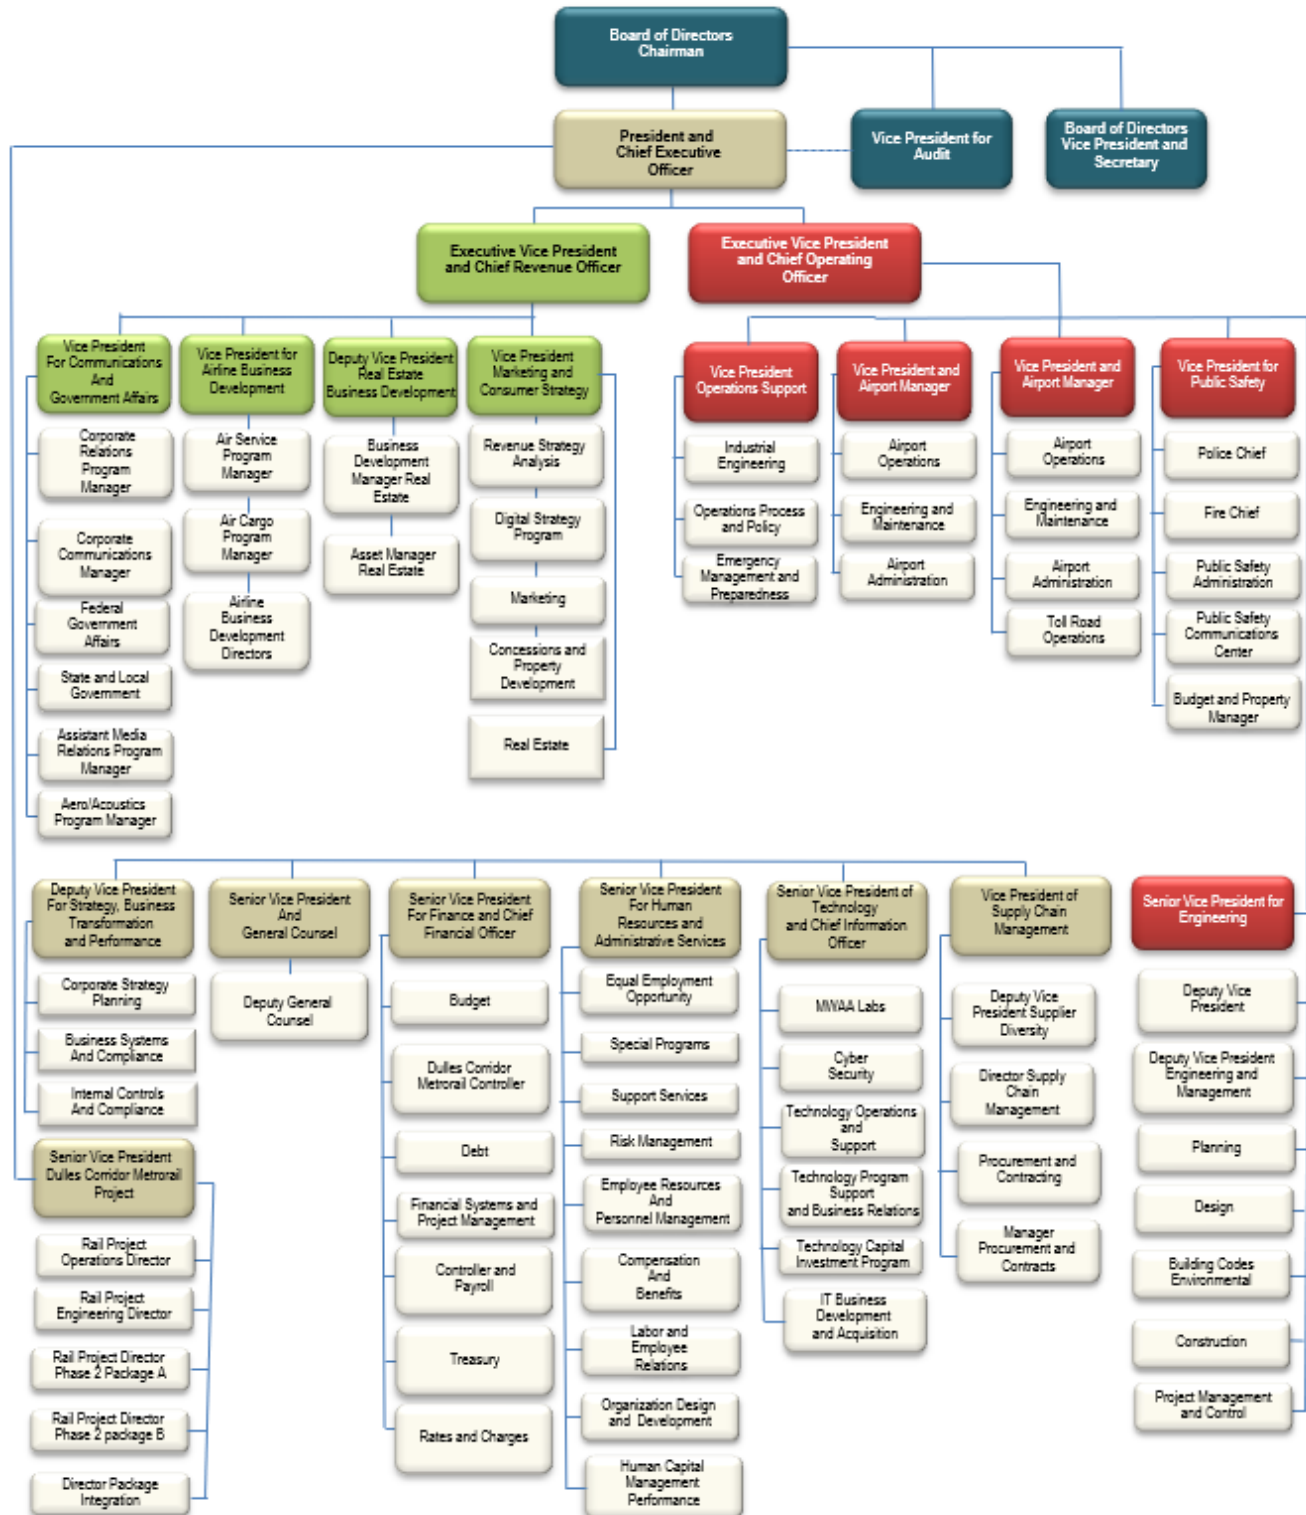 Board of Directors
Chairman
President and
Chief Executive
Officer
Vice President for
Audit
Board of Directors
Vice President and
Secretary
Executive Vice President
and Chief Revenue Officer
Executive Vice President
and Chief Operating
Officer
Vice President
For Communications
And
Government Affairs
Vice President for
Airline Business
Development
Deputy Vice President
Real Estate
Business Development
Vice President
Marketing and
Consumer Strategy
Vice President
Operations Support
Vice President and
Airport Manager
Vice President and
Airport Manager
Vice President for
Public Safety
Corporate
Relations
Program
Manager
Corporate
Communications
Manager
Federal
Government
Affairs
State and Local
Government
Assistant Media
Relations Program
Manager
Aero/Acoustics
Program Manager
Air Service
Program
Manager
Air Cargo
Program
Manager
Airline
Business
Development
Directors
Business
Development
Manager Real
Estate
Asset Manager
Real Estate
Revenue Strategy
Analysis
Digital Strategy
Program
Marketing
Concessions and
Property
Development
Real Estate
Industrial
Engineering
Operations Process
and Policy
Emergency
Management and
Preparedness
Airport
Operations
Engineering and
Maintenance
Airport
Administration
Airport
Operations
Engineering and
Maintenance
Airport
Administration
Toll Road
Operations
Police Chief
Fire Chief
Public Safety
Administration
Public Safety
Communications
Center
Budget and Property
Manager
Deputy Vice President
For Strategy, Business
Transformation
and Performance
Corporate Strategy
Planning
Business Systems
And Compliance
Internal Controls
And Compliance
Senior Vice President
Dulles Corridor Metrorail
Project
Rail Project
Operations Director
Rail Project
Engineering Director
Rail Project Director
Phase 2 Package A
Rail Project Director
Phase 2 package B
Director Package
Integration
Senior Vice President
And
General Counsel
Deputy General
Counsel
Senior Vice President
For Finance and Chief
Financial Officer
Budget
Dulles Corridor
Metrorail Controller
Debt
Financial Systems and
Project Management
Controller and
Payroll
Treasury
Rates and Charges
Senior Vice President
For Human
Resources and
Administrative Services
Equal Employment
Opportunity
Special Programs
Support Services
Risk Management
Employee Resources
And
Personnel Management
Compensation
And
Benefits
Labor and
Employee
Relations
Organization Design
and Development
Human Capital
Management
Performance
Senior Vice President of
Technology
and Chief Information
Officer
MWAA Labs
Cyber
Security
Technology Operations
and
Support
Technology Program
Support
and Business Relations
Technology Capital
Investment Program
IT Business
Development
and Acquisition
Vice President of
Supply Chain
Management
Deputy Vice
President Supplier
Diversity
Director Supply
Chain
Management
Procurement and
Contracting
Manager
Procurement and
Contracts
Senior Vice President for
Engineering
Deputy Vice
President
Deputy Vice President
Engineering and
Management
Planning
Design
Building Codes
Environmental
Construction
Project Management
and Control